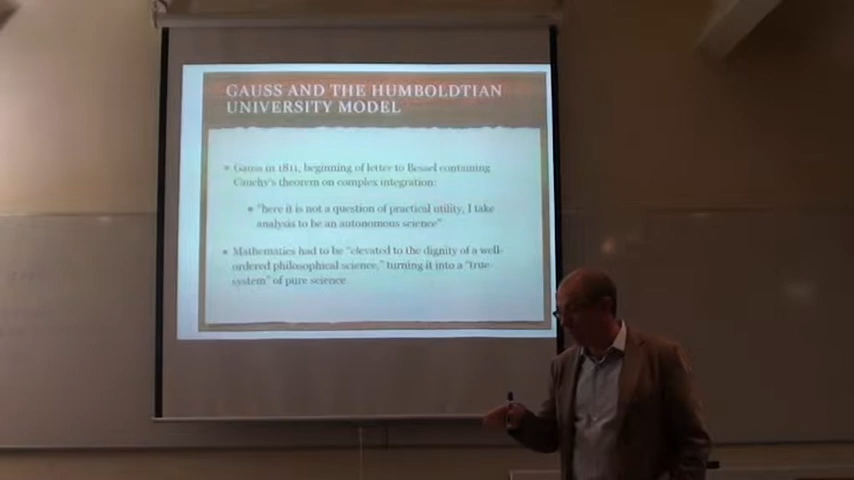 GAUSS AND THE HUMBOLDTIAN
UNIVERSITY MODEL
Gauss in 1811, beginning of letter to Bessel containing
Cauchy's theorem on complex integration:
"here it is not a question of practical utility, I take
analysis to be an autonomous science"
Mathematics had to be "elevated to the dignity of a well-
ordered philosophical science," turning it into a "true
system" of pure science